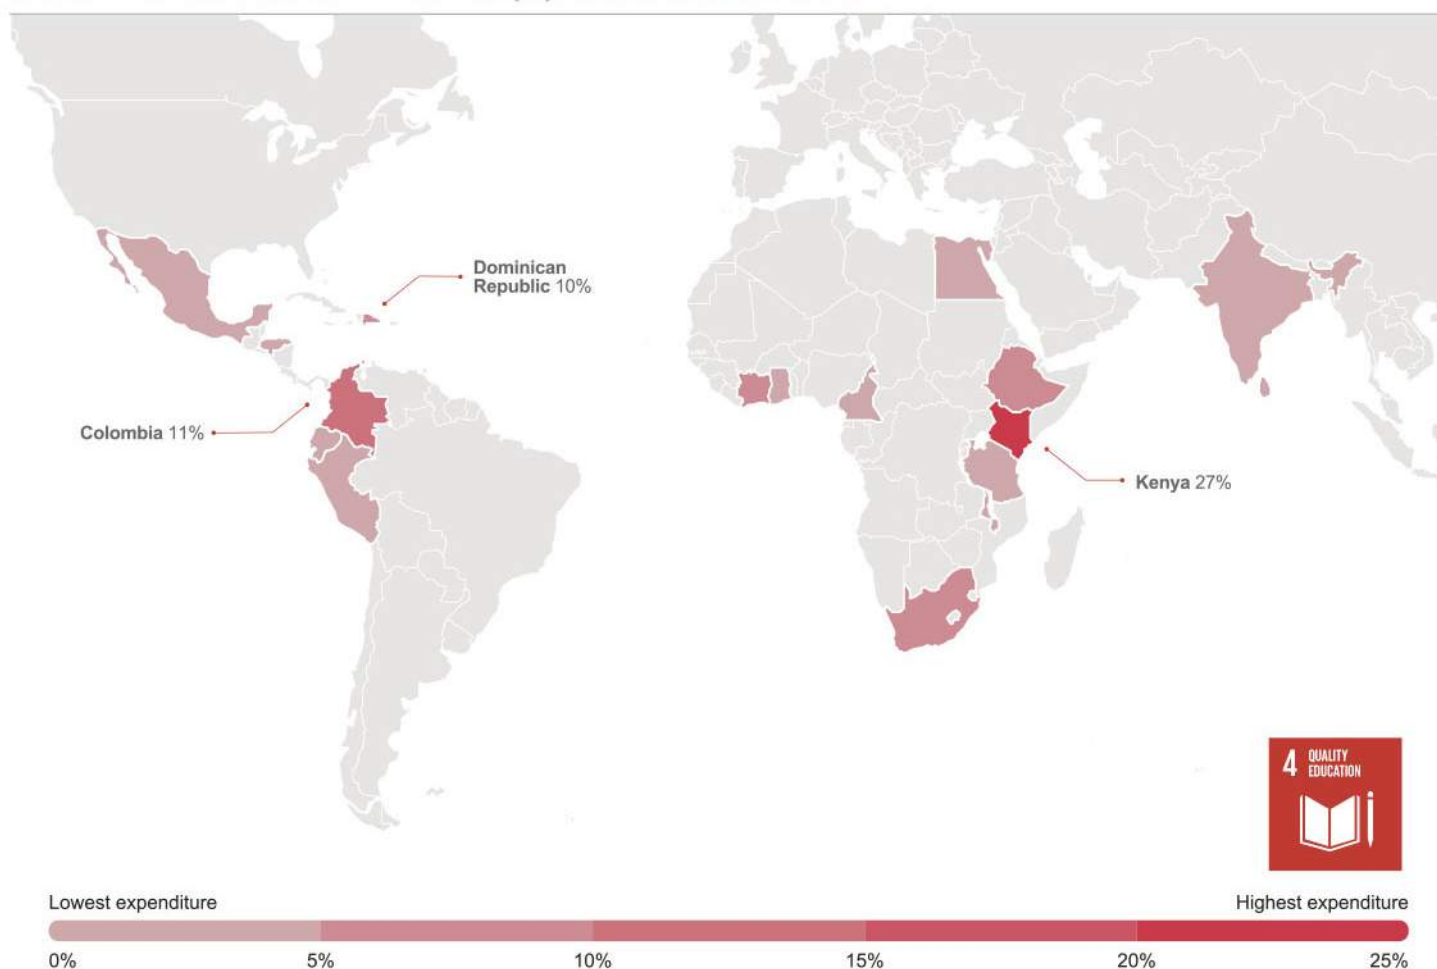 Dominican
Republic 10%
Colombia 11%
Kenya 27%
4 QUALITY
EDUCATION
Lowest expenditure
Highest expenditure
0%
5%
10%
15%
20%
25%